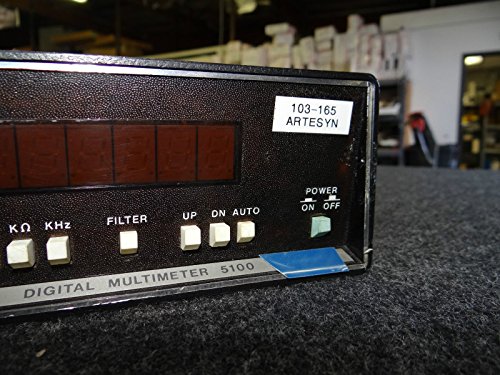 103-165
ARTESYN
POWER
ON OFF
KΩ KHz FILTER UP DN AUTO
DIGITAL MULTIMETER 5100